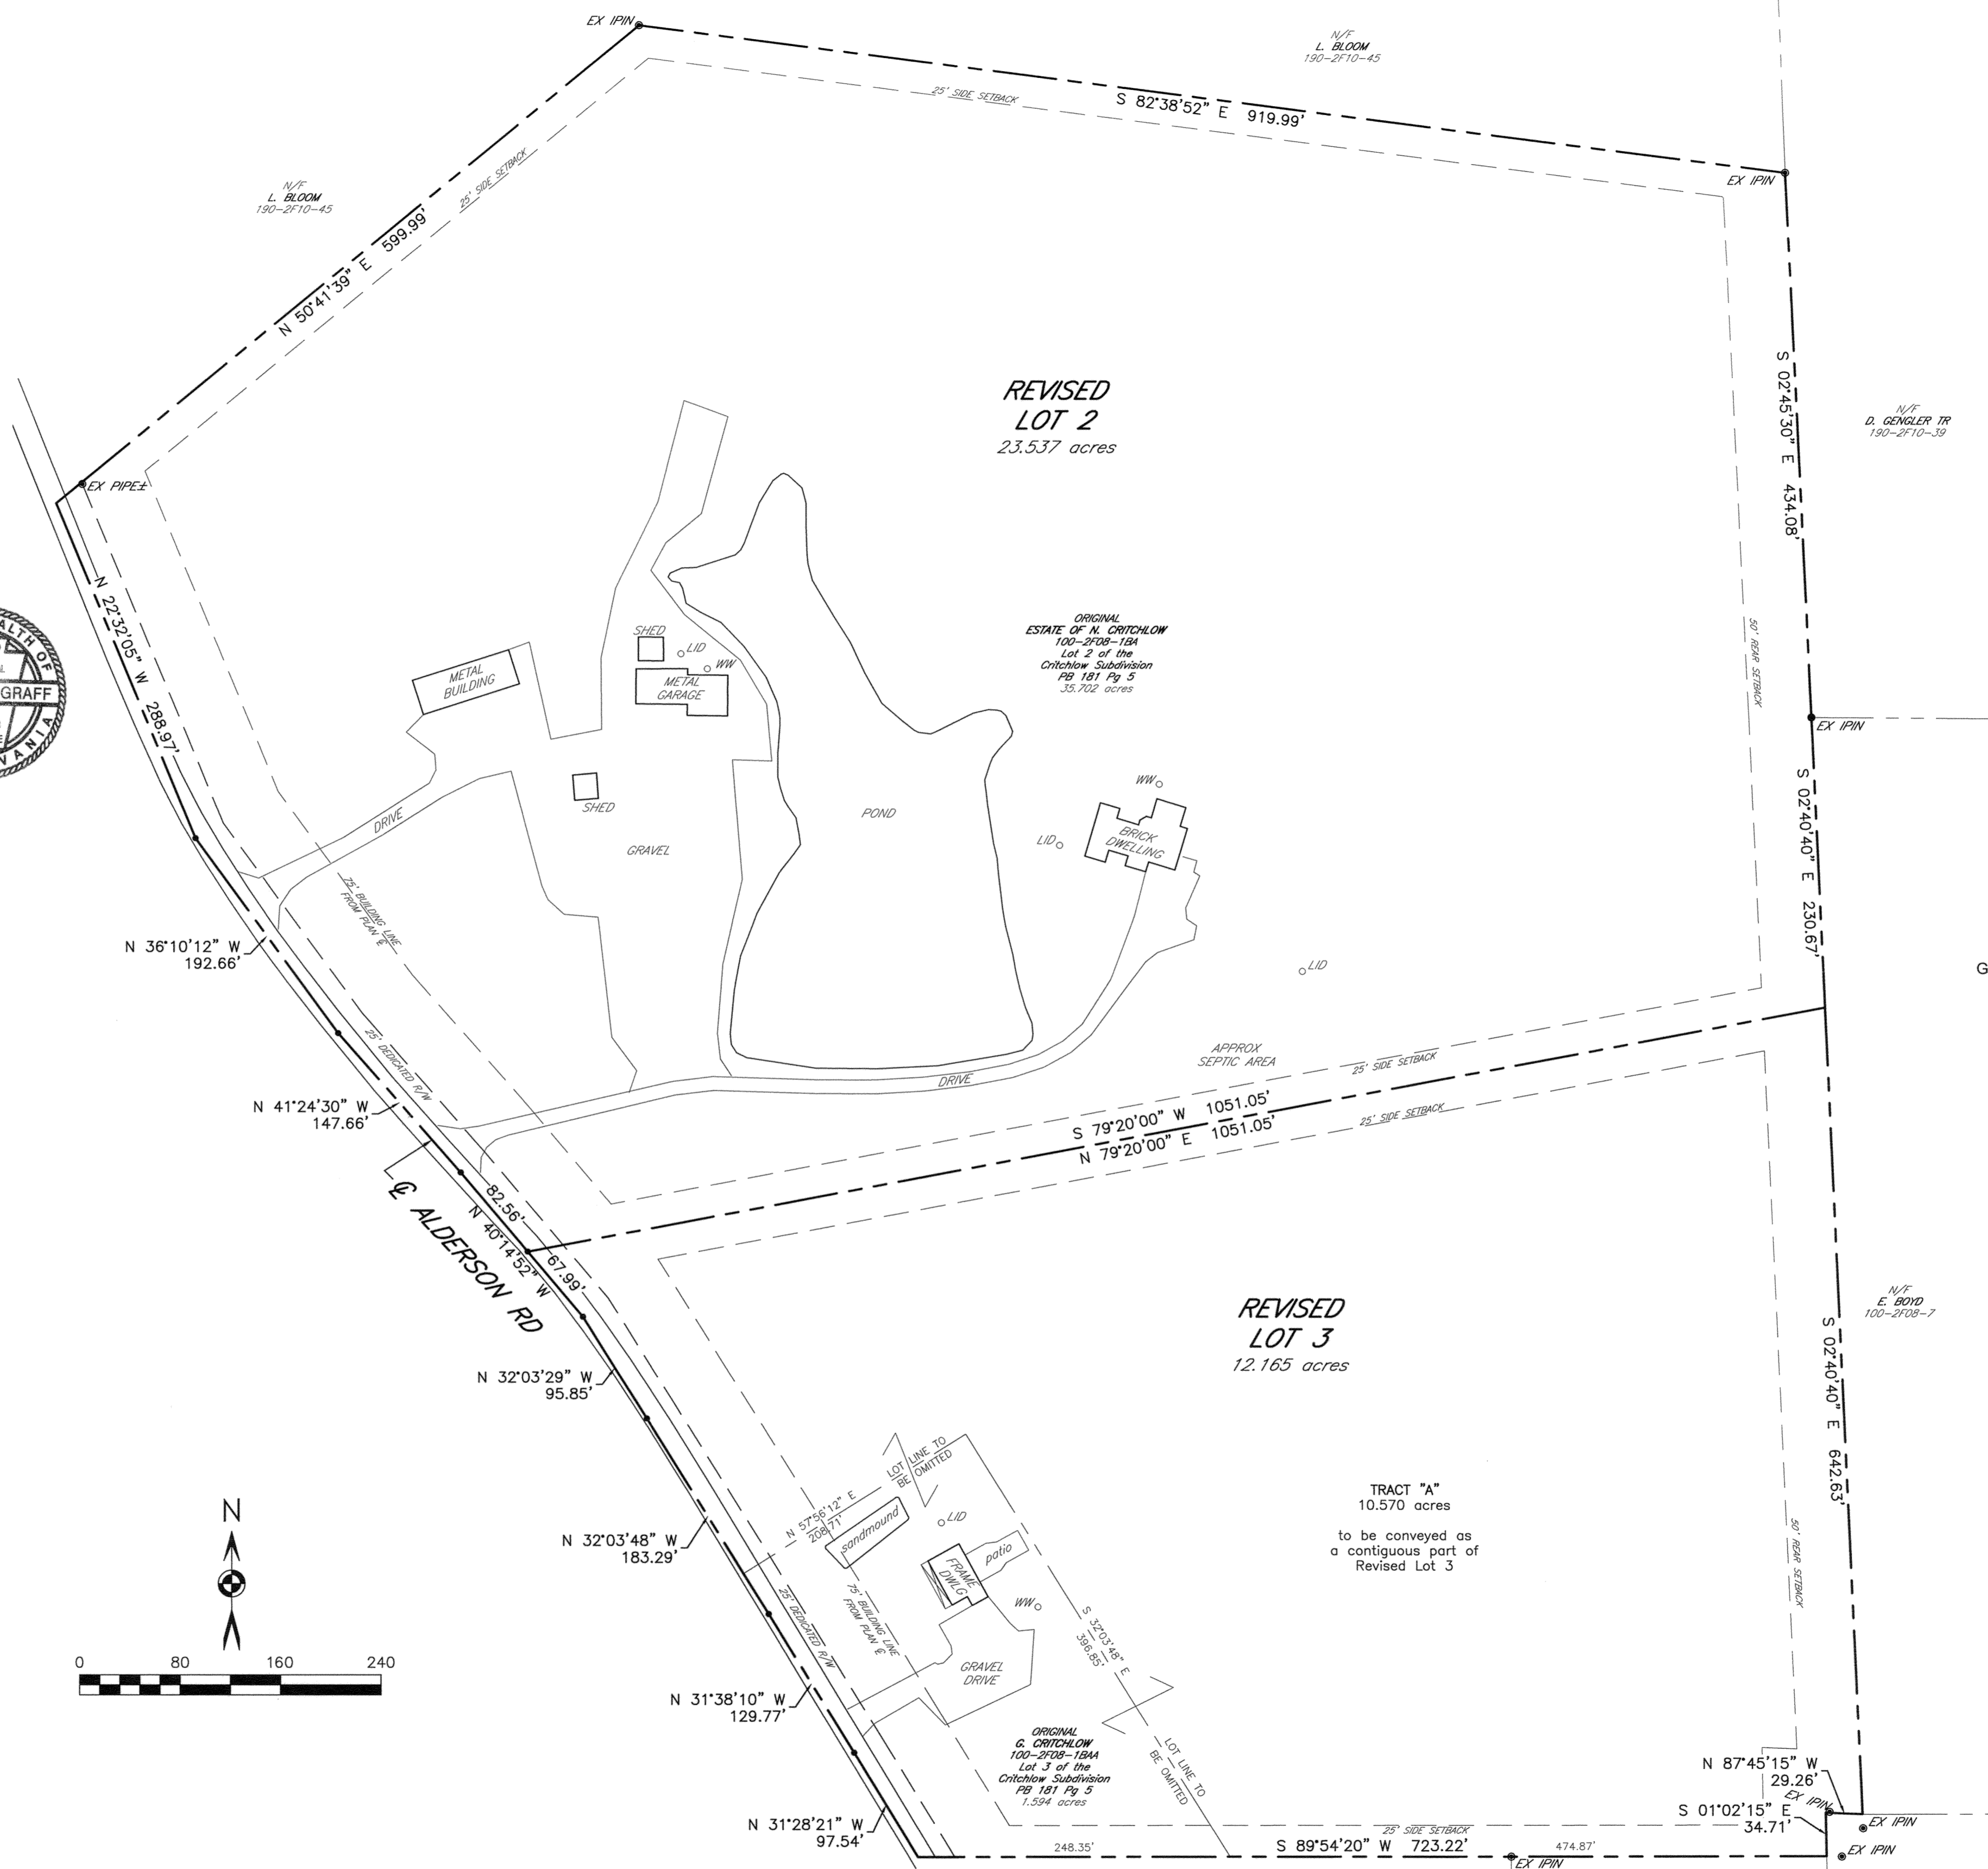 EX IPIN
N/F
L. BLOOM
190-2F10-45
25' SIDE SETBACK
S 82°38'52" E 919.99'
EX IPIN
N/F
L. BLOOM
190-2F10-45
25' SIDE SETBACK
N 50°41'39" E 599.99'
EX PIPE±
REVISED
LOT 2
23.537 acres
S 02°45'30" E 434.08'
N/F
D. GENGLER TR
190-2F10-39
N 22°32'05" W 288.97'
ALTH OF
GRAFF
ANIA
METAL
BUILDING
SHED
LID
WW
METAL
GARAGE
SHED
ORIGINAL
ESTATE OF N. CRITCHLOW
100-2F08-1BA
Lot 2 of the
Critchlow Subdivision
PB 181 Pg 5
35.702 acres
50' REAR SETBACK
EX IPIN
S 02°40'40" E 230.67'
DRIVE
GRAVEL
POND
WW
LID
BRICK
DWELLING
75' BUILDING LINE
FROM PLAN ℄
N 36°10'12" W
192.66'
LID
G
25' DEDICATED R/W
APPROX
SEPTIC AREA
25' SIDE SETBACK
DRIVE
N 41°24'30" W
147.66'
S 79°20'00" W 1051.05'
N 79°20'00" E 1051.05'
25' SIDE SETBACK
℄ ALDERSON RD
82.56'
N 40°14'52" W
67.99'
REVISED
LOT 3
12.165 acres
N/F
E. BOYD
100-2F08-7
S 02°40'40" E 642.63'
N 32°03'29" W
95.85'
LOT LINE TO
BE OMITTED
N 57°56'12" E
208.71'
sandmound
LID
FRAME
DWLG
patio
WW
TRACT "A"
10.570 acres
to be conveyed as
a contiguous part of
Revised Lot 3
50' REAR SETBACK
N
0 80 160 240
N 32°03'48" W
183.29'
25' DEDICATED R/W
75' BUILDING LINE
FROM PLAN ℄
S 32°03'48" E
396.85'
GRAVEL
DRIVE
N 31°38'10" W
129.77'
ORIGINAL
G. CRITCHLOW
100-2F08-1BAA
Lot 3 of the
Critchlow Subdivision
PB 181 Pg 5
1.594 acres
LOT LINE TO
BE OMITTED
N 87°45'15" W
29.26'
EX IPIN
S 01°02'15" E
34.71'
EX IPIN
EX IPIN
N 31°28'21" W
97.54'
25' SIDE SETBACK
248.35'
S 89°54'20" W 723.22'
474.87'
EX IPIN